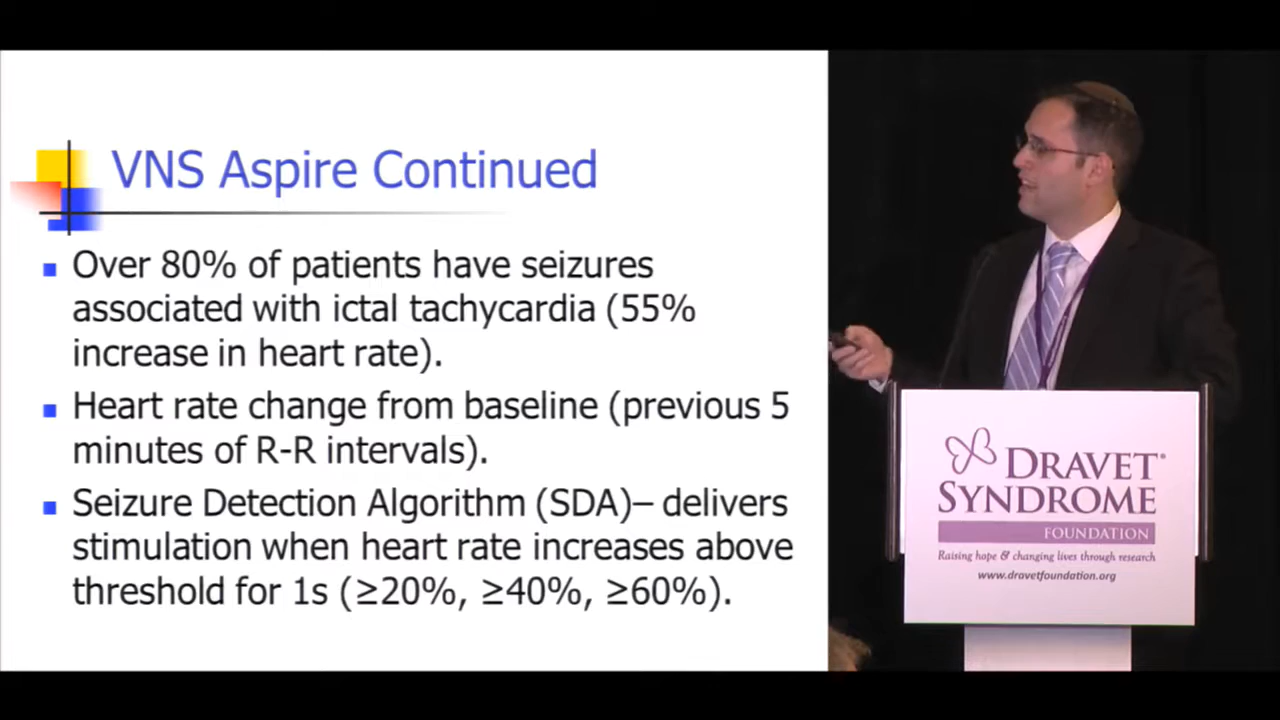 VNS Aspire Continued
Over 80% of patients have seizures
associated with ictal tachycardia (55%
increase in heart rate).
Heart rate change from baseline (previous 5
minutes of R-R intervals).
Seizure Detection Algorithm (SDA)– delivers
stimulation when heart rate increases above
threshold for 1s (≥20%, ≥40%, ≥60%).
DRAVET®
SYNDROME
FOUNDATION
Raising hope & changing lives through research
www.dravetfoundation.org